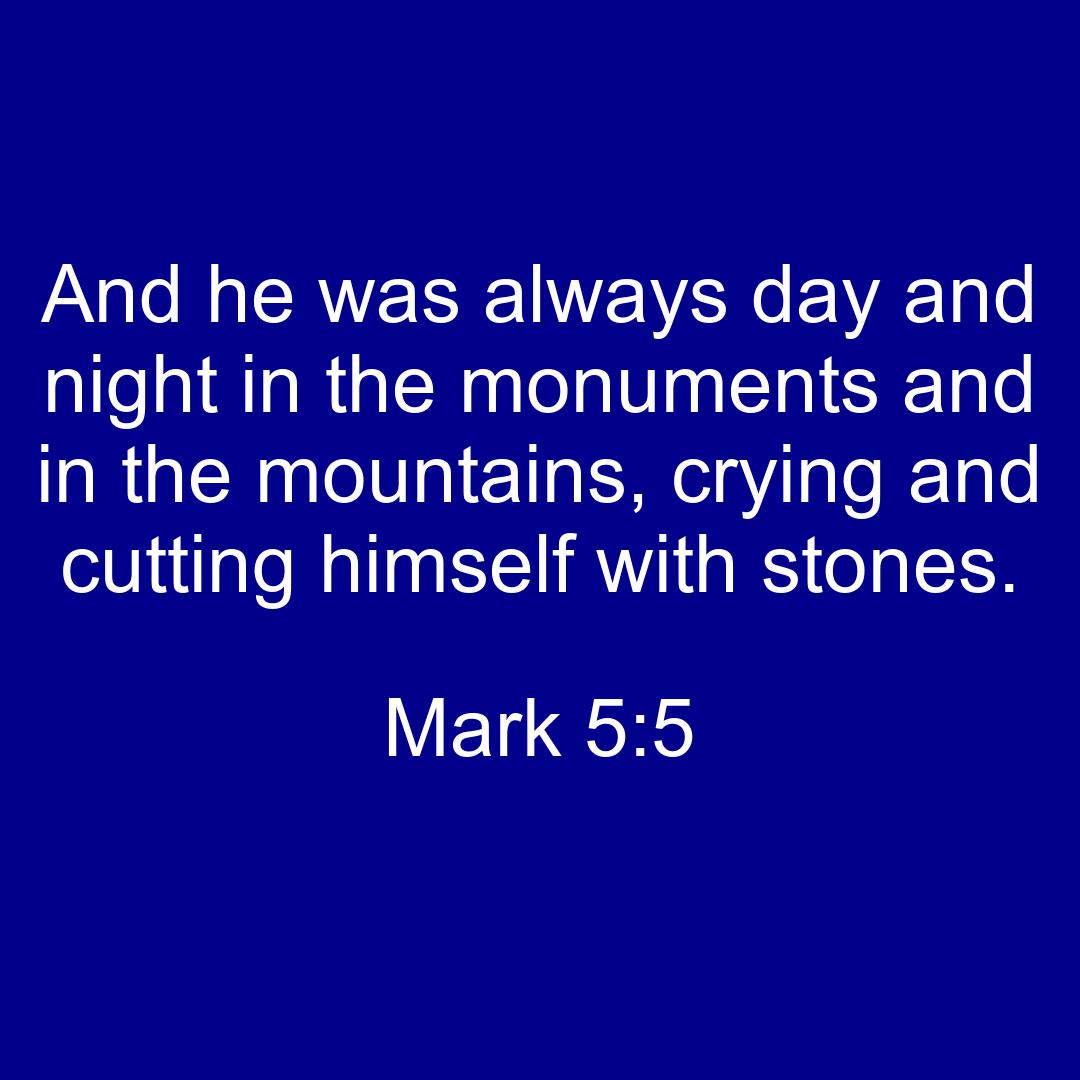 And he was always day and
night in the monuments and
in the mountains, crying and
cutting himself with stones.
Mark 5:5